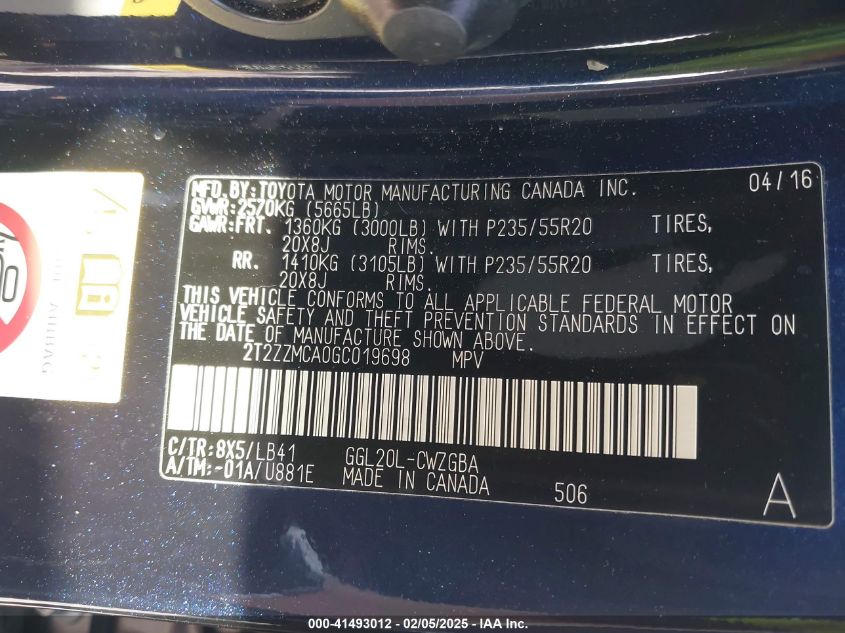 MFD.BY:TOYOTA MOTOR MANUFACTURING CANADA INC. 04/16
GVWR:2570KG (5665LB)
GAWR:FRT. 1360KG (3000LB) WITH P235/55R20 TIRES,
20X8J RIMS.
RR. 1410KG (3105LB) WITH P235/55R20 TIRES,
20X8J RIMS.
THIS VEHICLE CONFORMS TO ALL APPLICABLE FEDERAL MOTOR
VEHICLE SAFETY AND THEFT PREVENTION STANDARDS IN EFFECT ON
THE DATE OF MANUFACTURE SHOWN ABOVE.
2T2ZZMCA0GC019698 MPV
C/TR:8X5/LB41 GGL20L-CWZGBA
A/TM:-01A/U881E MADE IN CANADA 506 A
AIRBAG
000-41493012 - 02/05/2025 - IAA Inc.